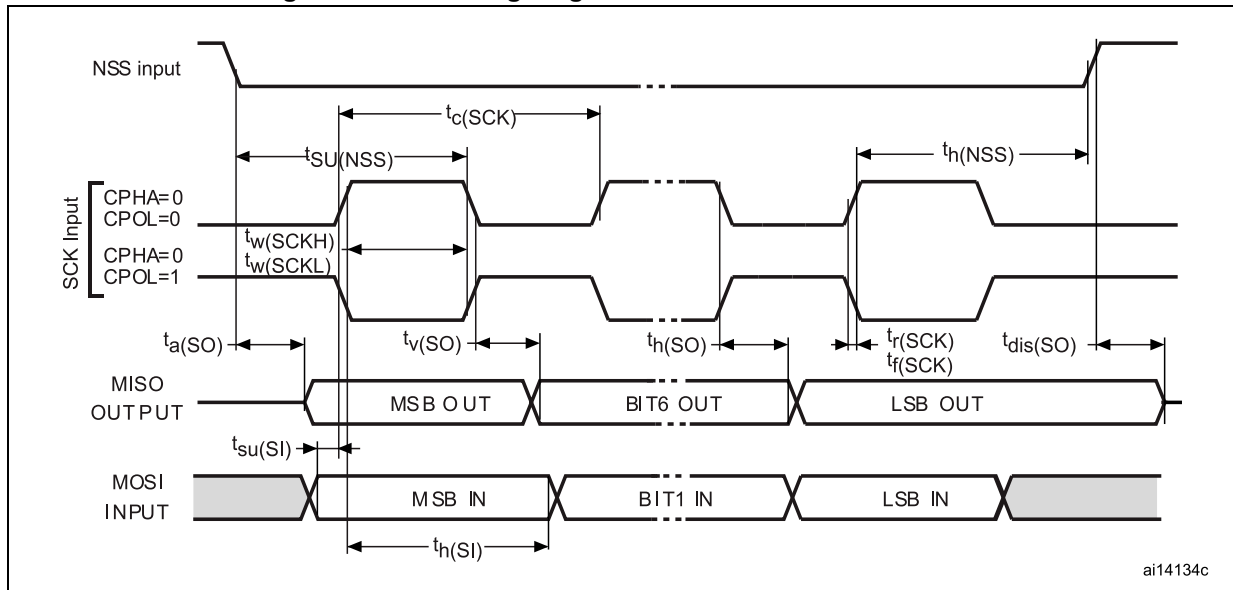 NSS input
tc(SCK)
tSU(NSS)
th(NSS)
SCK Input
CPHA=0
CPOL=0
CPHA=0
CPOL=1
tw(SCKH)
tw(SCKL)
ta(SO)
tv(SO)
th(SO)
tr(SCK)
tf(SCK)
tdis(SO)
MISO
OUTPUT
MSB OUT
BIT6 OUT
LSB OUT
tsu(SI)
MOSI
INPUT
MSB IN
BIT1 IN
LSB IN
th(SI)
ai14134c